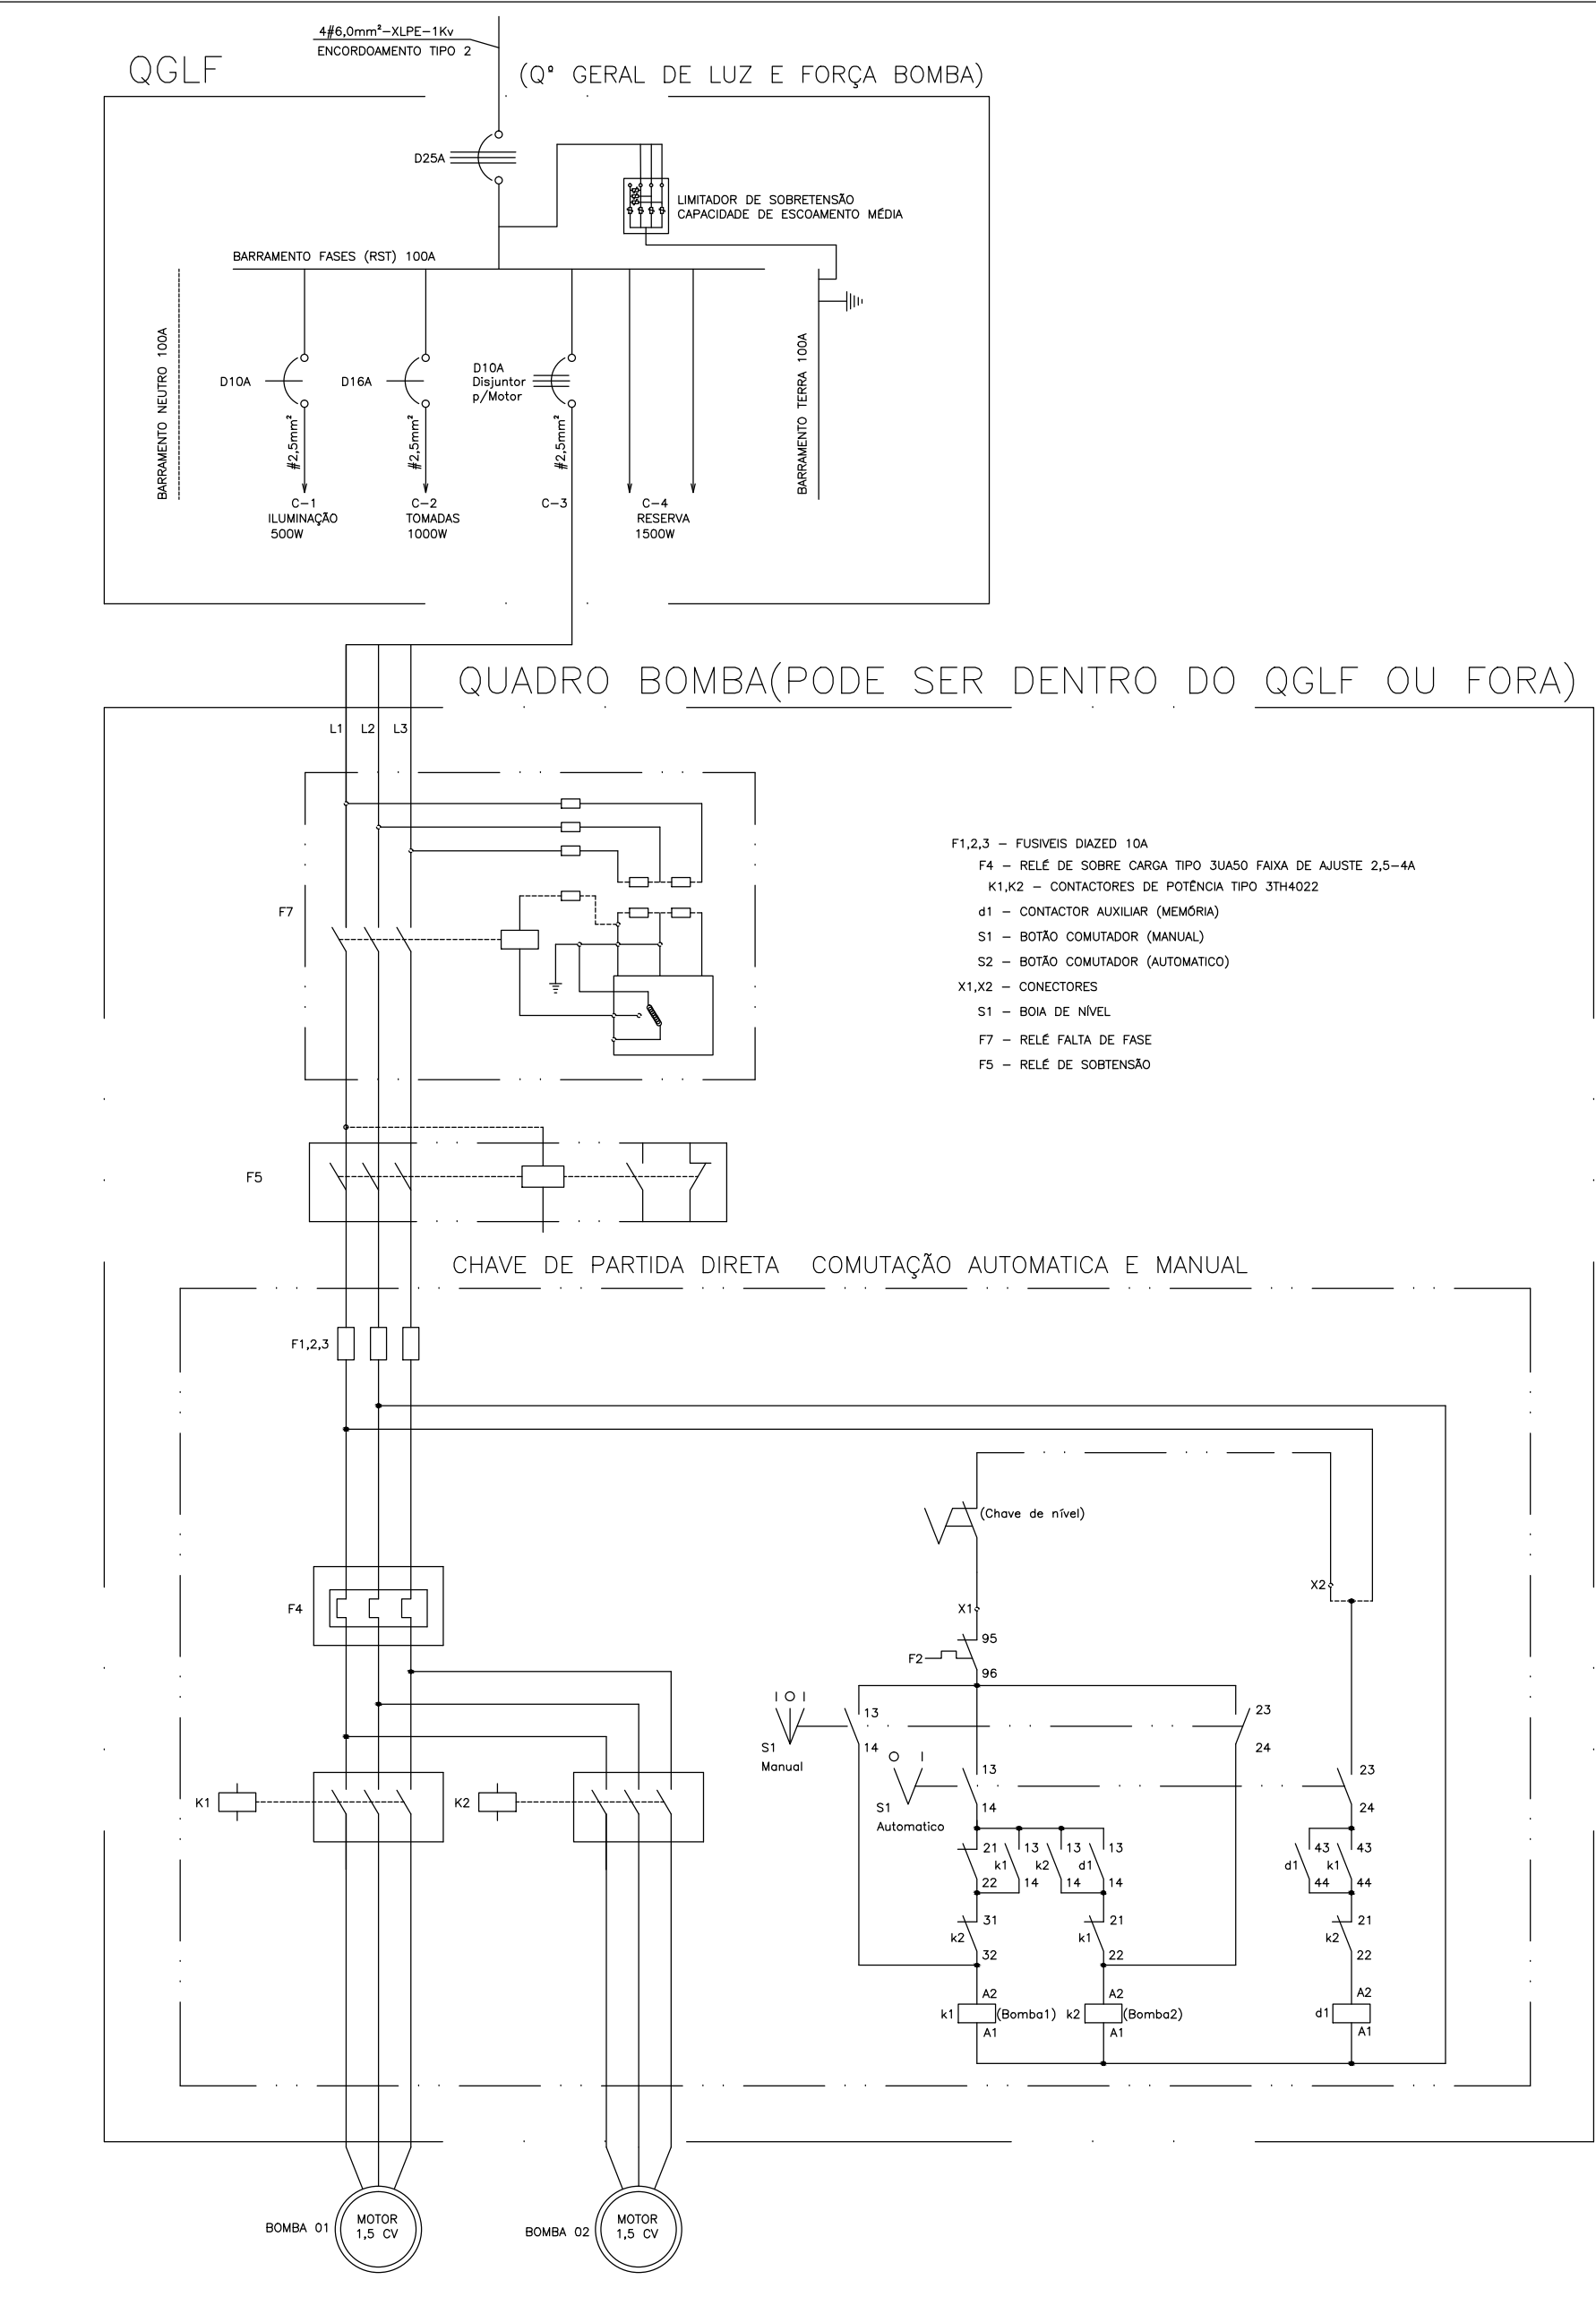 4#6,0mm²-XLPE-1Kv
ENCORDOAMENTO TIPO 2
QGLF
(Qº GERAL DE LUZ E FORÇA BOMBA)
D25A
LIMITADOR DE SOBRETENSÃO
CAPACIDADE DE ESCOAMENTO MÉDIA
BARRAMENTO FASES (RST) 100A
BARRAMENTO NEUTRO 100A
D10A
D16A
D10A
Disjuntor
p/Motor
BARRAMENTO TERRA 100A
#2,5mm²
#2,5mm²
#2,5mm²
C-1
ILUMINAÇÃO
500W
C-2
TOMADAS
1000W
C-3
C-4
RESERVA
1500W
QUADRO BOMBA(PODE SER DENTRO DO QGLF OU FORA)
L1
L2
L3
F7
F1,2,3 - FUSIVEIS DIAZED 10A
F4 - RELÉ DE SOBRE CARGA TIPO 3UA50 FAIXA DE AJUSTE 2,5-4A
K1,K2 - CONTACTORES DE POTÊNCIA TIPO 3TH4022
d1 - CONTACTOR AUXILIAR (MEMÓRIA)
S1 - BOTÃO COMUTADOR (MANUAL)
S2 - BOTÃO COMUTADOR (AUTOMATICO)
X1,X2 - CONECTORES
S1 - BOIA DE NÍVEL
F7 - RELÉ FALTA DE FASE
F5 - RELÉ DE SOBTENSÃO
F5
CHAVE DE PARTIDA DIRETA COMUTAÇÃO AUTOMATICA E MANUAL
F1,2,3
(Chave de nível)
X2
X1
F4
95
F2
96
I O I
13
23
S1
14
24
Manual
O I
13
23
S1
14
24
Automatico
K1
K2
21
13
13
13
43
43
k1
k2
d1
d1
k1
22
14
14
14
44
44
31
21
21
k2
k1
k2
32
22
22
A2
A2
A2
k1
(Bomba1)
k2
(Bomba2)
d1
A1
A1
A1
BOMBA 01
MOTOR
1,5 CV
BOMBA 02
MOTOR
1,5 CV